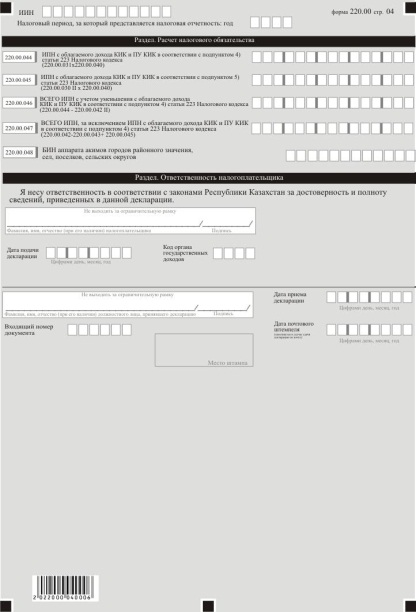 ИИН
форма 220.00 стр. 04
Налоговый период, за который представляется налоговая отчетность: год
Раздел. Расчет налогового обязательства
220.00.044 ИПН с облагаемого дохода КИК и ПУ КИК в соответствии с подпунктом 4)
статьи 223 Налогового кодекса
(220.00.031х220.00.040)
220.00.045 ИПН с облагаемого дохода КИК и ПУ КИК в соответствии с подпунктом 5)
статьи 223 Налогового кодекса
(220.00.030 II х 220.00.040)
220.00.046 ВСЕГО ИПН с учетом уменьшения с облагаемого дохода
КИК и ПУ КИК в соответствии с подпунктом 4) статьи 223 Налогового кодекса
(220.00.044 - 220.00.042 II)
220.00.047 ВСЕГО ИПН, за исключением ИПН с облагаемого дохода КИК и ПУ КИК
в соответствии с подпунктом 4) статьи 223 Налогового кодекса
(220.00.042-220.00.043+ 220.00.045)
220.00.048 БИН аппарата акимов городов районного значения,
сел, поселков, сельских округов
Раздел. Ответственность налогоплательщика
Я несу ответственность в соответствии с законами Республики Казахстан за достоверность и полноту
сведений, приведенных в данной декларации.
Не выходить за ограничительную рамку
/ /
Фамилия, имя, отчество (при его наличии) налогоплательщика Подпись
Дата подачи
декларации
Цифрами день, месяц, год
Код органа
государственных
доходов
Не выходить за ограничительную рамку
/ /
Фамилия, имя, отчество (при его наличии) должностного лица, принявшего декларацию Подпись
Дата приема
декларации
Цифрами день, месяц, год
Входящий номер
документа
Дата почтового
штемпеля
Цифрами день, месяц, год
Место штампа
2022000040006